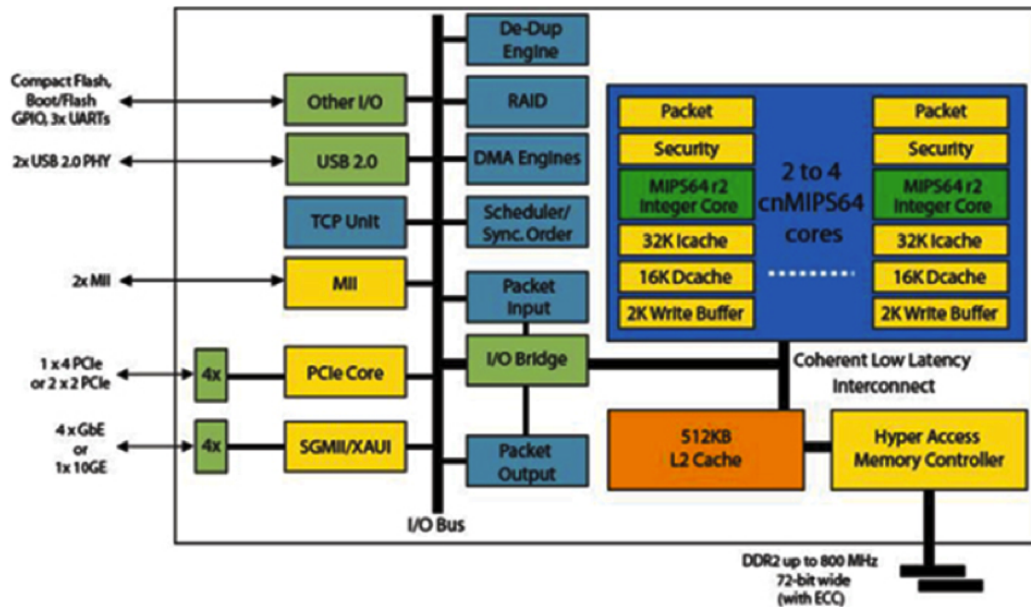 Compact Flash,
Boot/Flash
GPIO, 3x UARTs
2x USB 2.0 PHY
2x MII
1 x 4 PCIe
or 2 x 2 PCIe
4 x GbE
or
1x 10GE
4x
4x
Other I/O
USB 2.0
TCP Unit
MII
PCIe Core
SGMII/XAUI
I/O Bus
De-Dup
Engine
RAID
DMA Engines
Scheduler/
Sync. Order
Packet
Input
I/O Bridge
Packet
Output
Packet
Security
MIPS64 r2
Integer Core
32K Icache
16K Dcache
2K Write Buffer
2 to 4
cnMIPS64
cores
Packet
Security
MIPS64 r2
Integer Core
32K Icache
16K Dcache
2K Write Buffer
Coherent Low Latency
Interconnect
512KB
L2 Cache
Hyper Access
Memory Controller
DDR2 up to 800 MHz
72-bit wide
(with ECC)